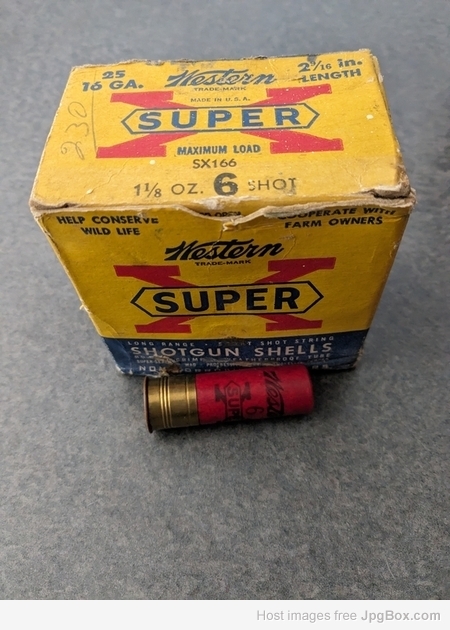 25
16 GA.
Western
TRADE-MARK
2 9/16 in.
LENGTH
MADE IN U.S.A.
SUPER X
MAXIMUM LOAD
SX166
1 1/8 OZ. 6 SHOT
230
HELP CONSERVE
WILD LIFE
COOPERATE WITH
FARM OWNERS
Western
TRADE-MARK
SUPER X
LONG RANGE • SHOT STRING
SHOTGUN SHELLS
Western
SUPER X
6
Host images free JpgBox.com